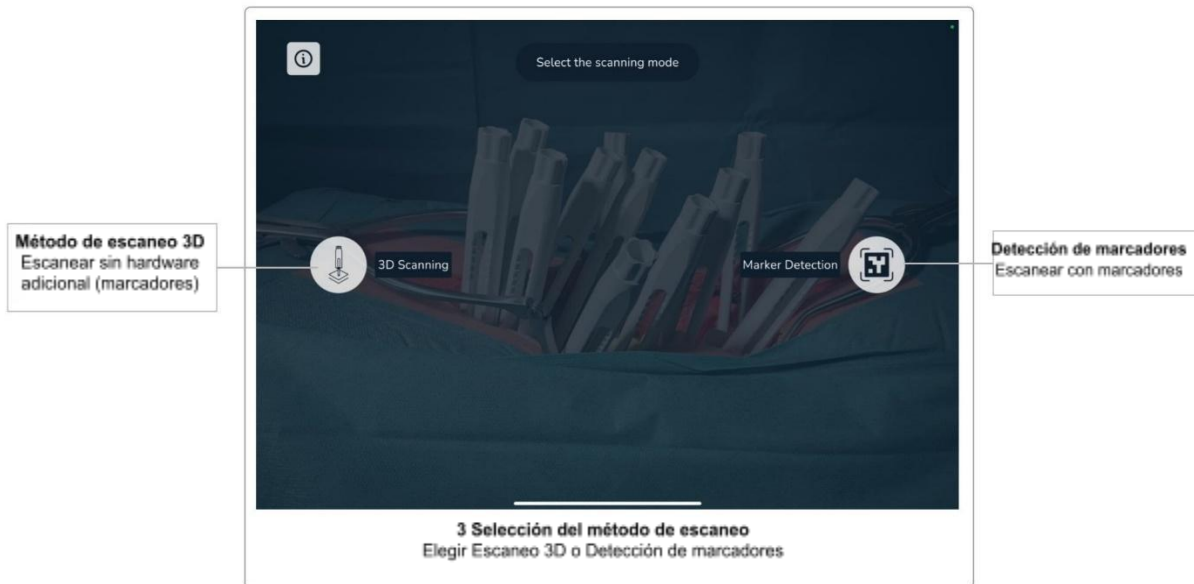 Select the scanning mode
Método de escaneo 3D
Escanear sin hardware
adicional (marcadores)
3D Scanning
Marker Detection
Detección de marcadores
Escanear con marcadores
3 Selección del método de escaneo
Elegir Escaneo 3D o Detección de marcadores